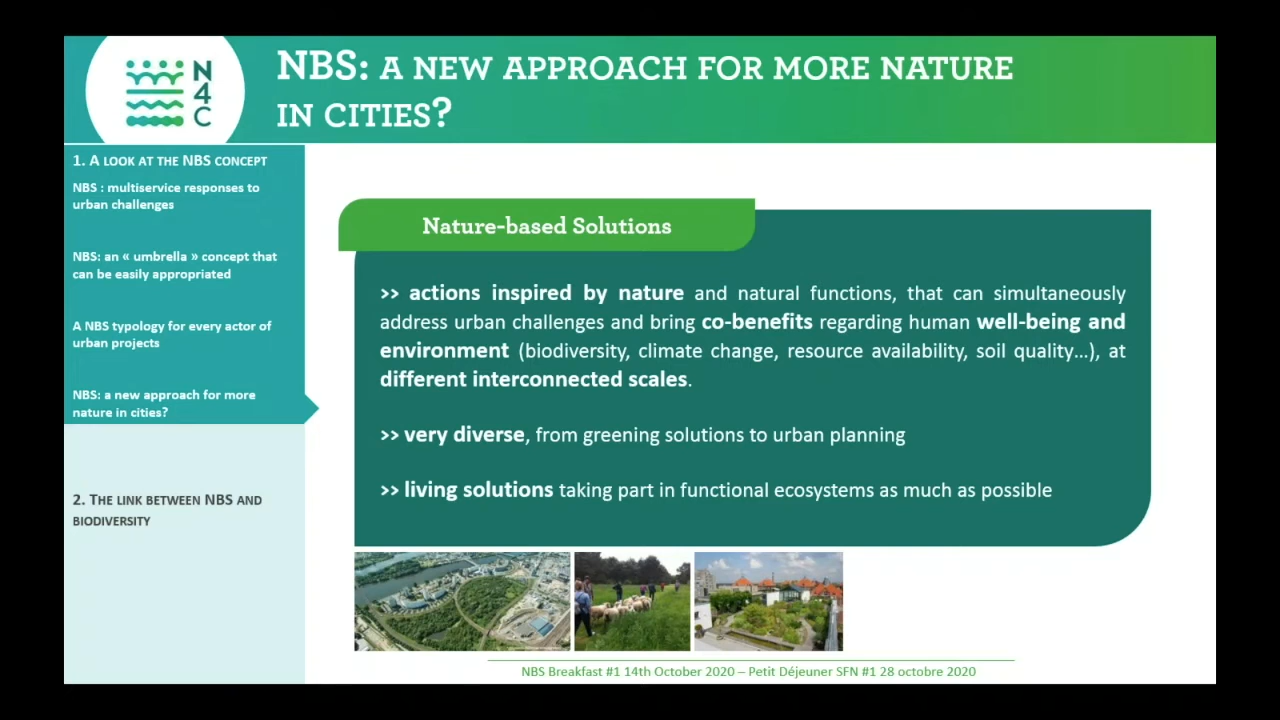 N4C
NBS: A NEW APPROACH FOR MORE NATURE
IN CITIES?
1. A LOOK AT THE NBS CONCEPT
NBS : multiservice responses to
urban challenges
NBS: an « umbrella » concept that
can be easily appropriated
A NBS typology for every actor of
urban projects
NBS: a new approach for more
nature in cities?
2. THE LINK BETWEEN NBS AND
BIODIVERSITY
Nature-based Solutions
>> actions inspired by nature and natural functions, that can simultaneously
address urban challenges and bring co-benefits regarding human well-being and
environment (biodiversity, climate change, resource availability, soil quality…), at
different interconnected scales.
>> very diverse, from greening solutions to urban planning
>> living solutions taking part in functional ecosystems as much as possible
NBS Breakfast #1 14th October 2020 – Petit Déjeuner SFN #1 28 octobre 2020